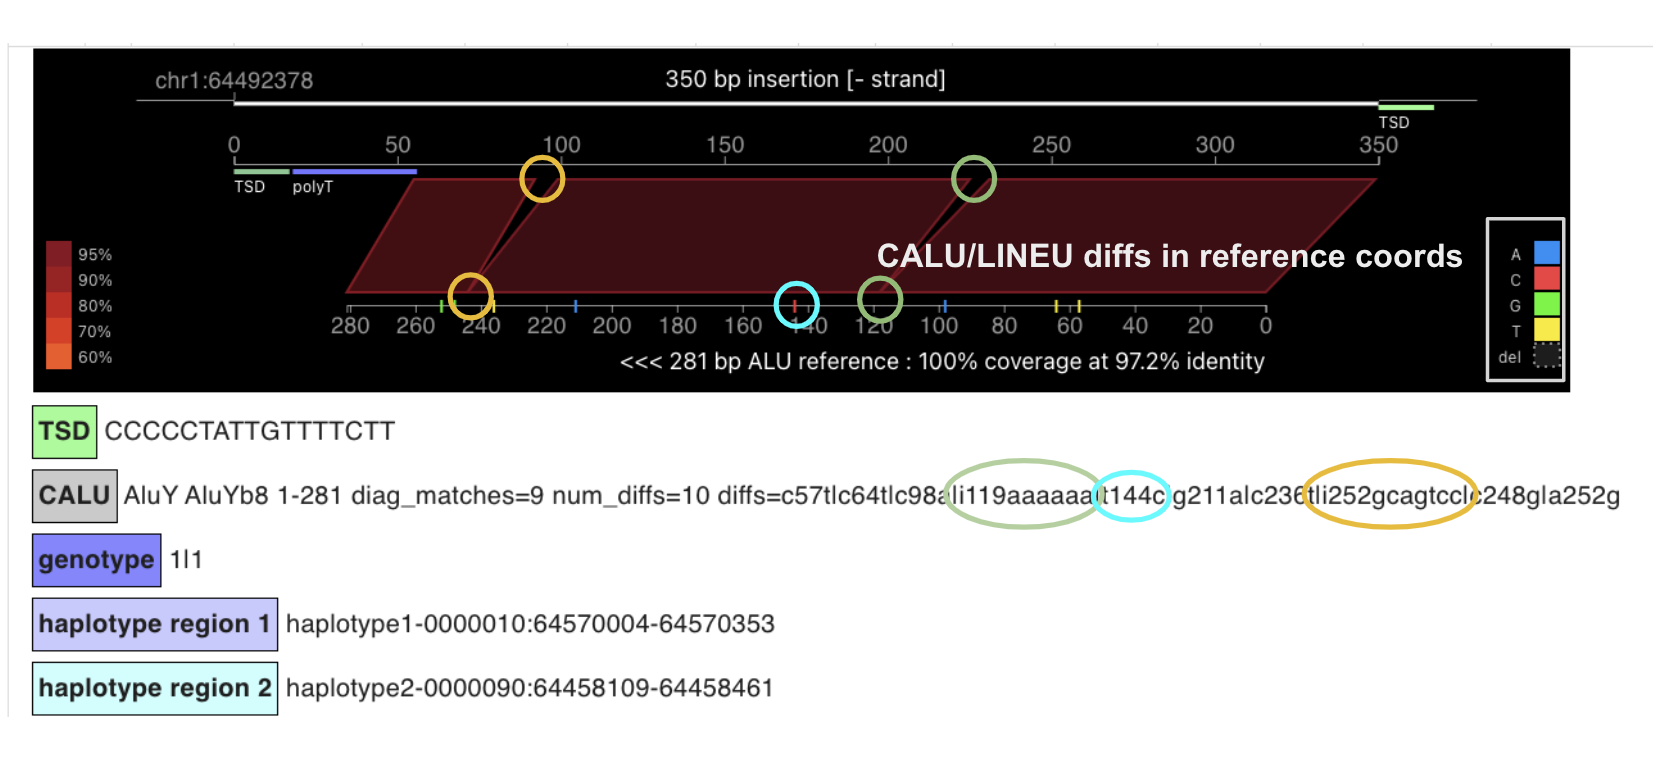 chr1:64492378
350 bp insertion [- strand]
TSD
0 50 100 150 200 250 300 350
TSD polyT
CALU/LINEU diffs in reference coords
95%
90%
80%
70%
60%
A
C
G
T
del
280 260 240 220 200 180 160 140 120 100 80 60 40 20 0
<<< 281 bp ALU reference : 100% coverage at 97.2% identity
TSD CCCCCTATTGTTTTCTT
CALU AluY AluYb8 1-281 diag_matches=9 num_diffs=10 diffs=c57t|c64t|c98a|i119aaaaaa|t144c|g211a|c236t|i252gcagtcc|c248g|a252g
genotype 1|1
haplotype region 1 haplotype1-0000010:64570004-64570353
haplotype region 2 haplotype2-0000090:64458109-64458461